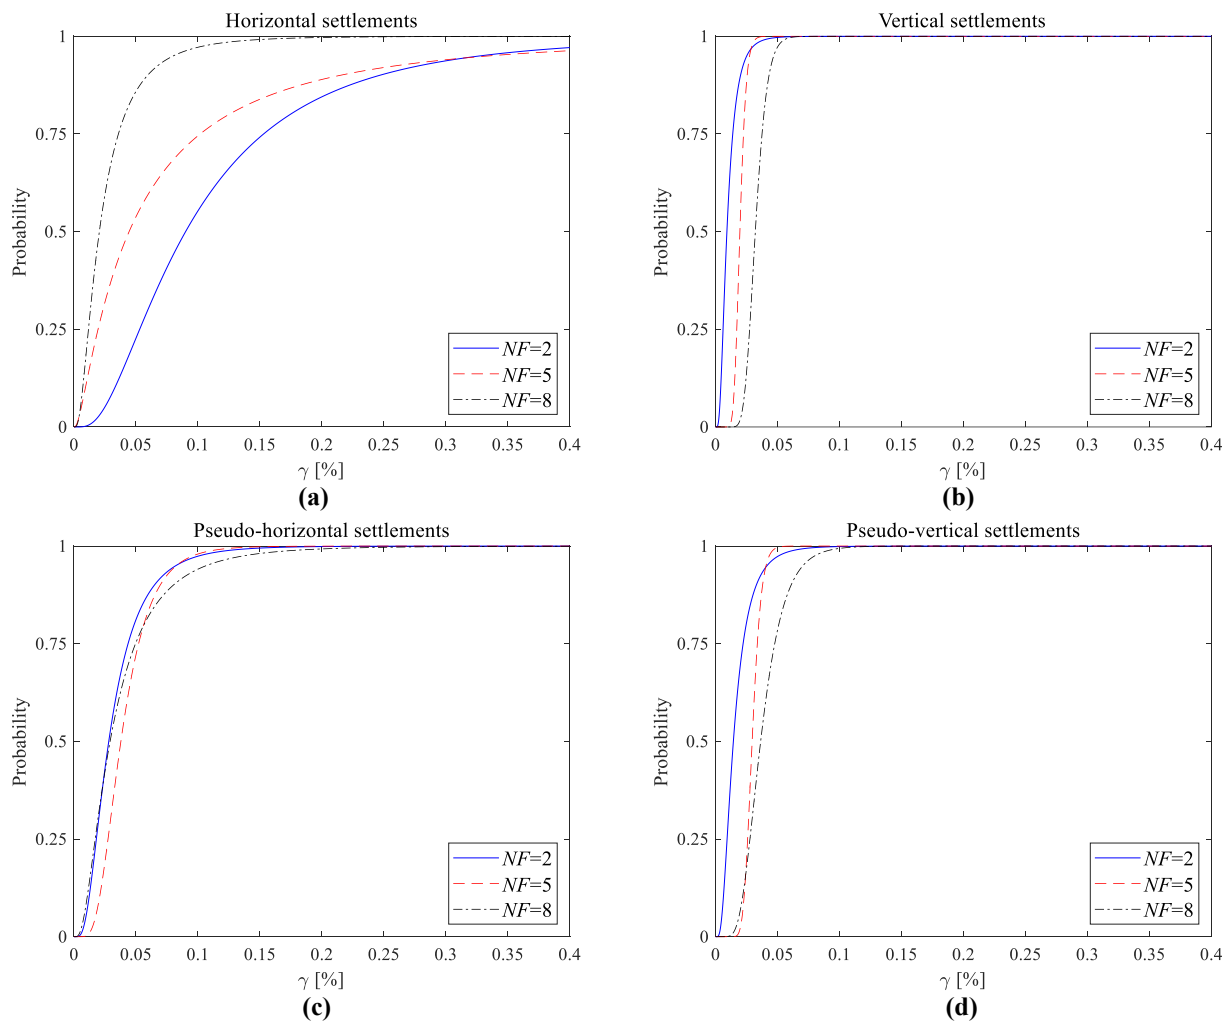 Horizontal settlements
1
0.75
0.5
0.25
0
Probability
NF=2
NF=5
NF=8
0 0.05 0.1 0.15 0.2 0.25 0.3 0.35 0.4
γ [%]
(a)
Vertical settlements
1
0.75
0.5
0.25
0
Probability
NF=2
NF=5
NF=8
0 0.05 0.1 0.15 0.2 0.25 0.3 0.35 0.4
γ [%]
(b)
Pseudo-horizontal settlements
1
0.75
0.5
0.25
0
Probability
NF=2
NF=5
NF=8
0 0.05 0.1 0.15 0.2 0.25 0.3 0.35 0.4
γ [%]
(c)
Pseudo-vertical settlements
1
0.75
0.5
0.25
0
Probability
NF=2
NF=5
NF=8
0 0.05 0.1 0.15 0.2 0.25 0.3 0.35 0.4
γ [%]
(d)